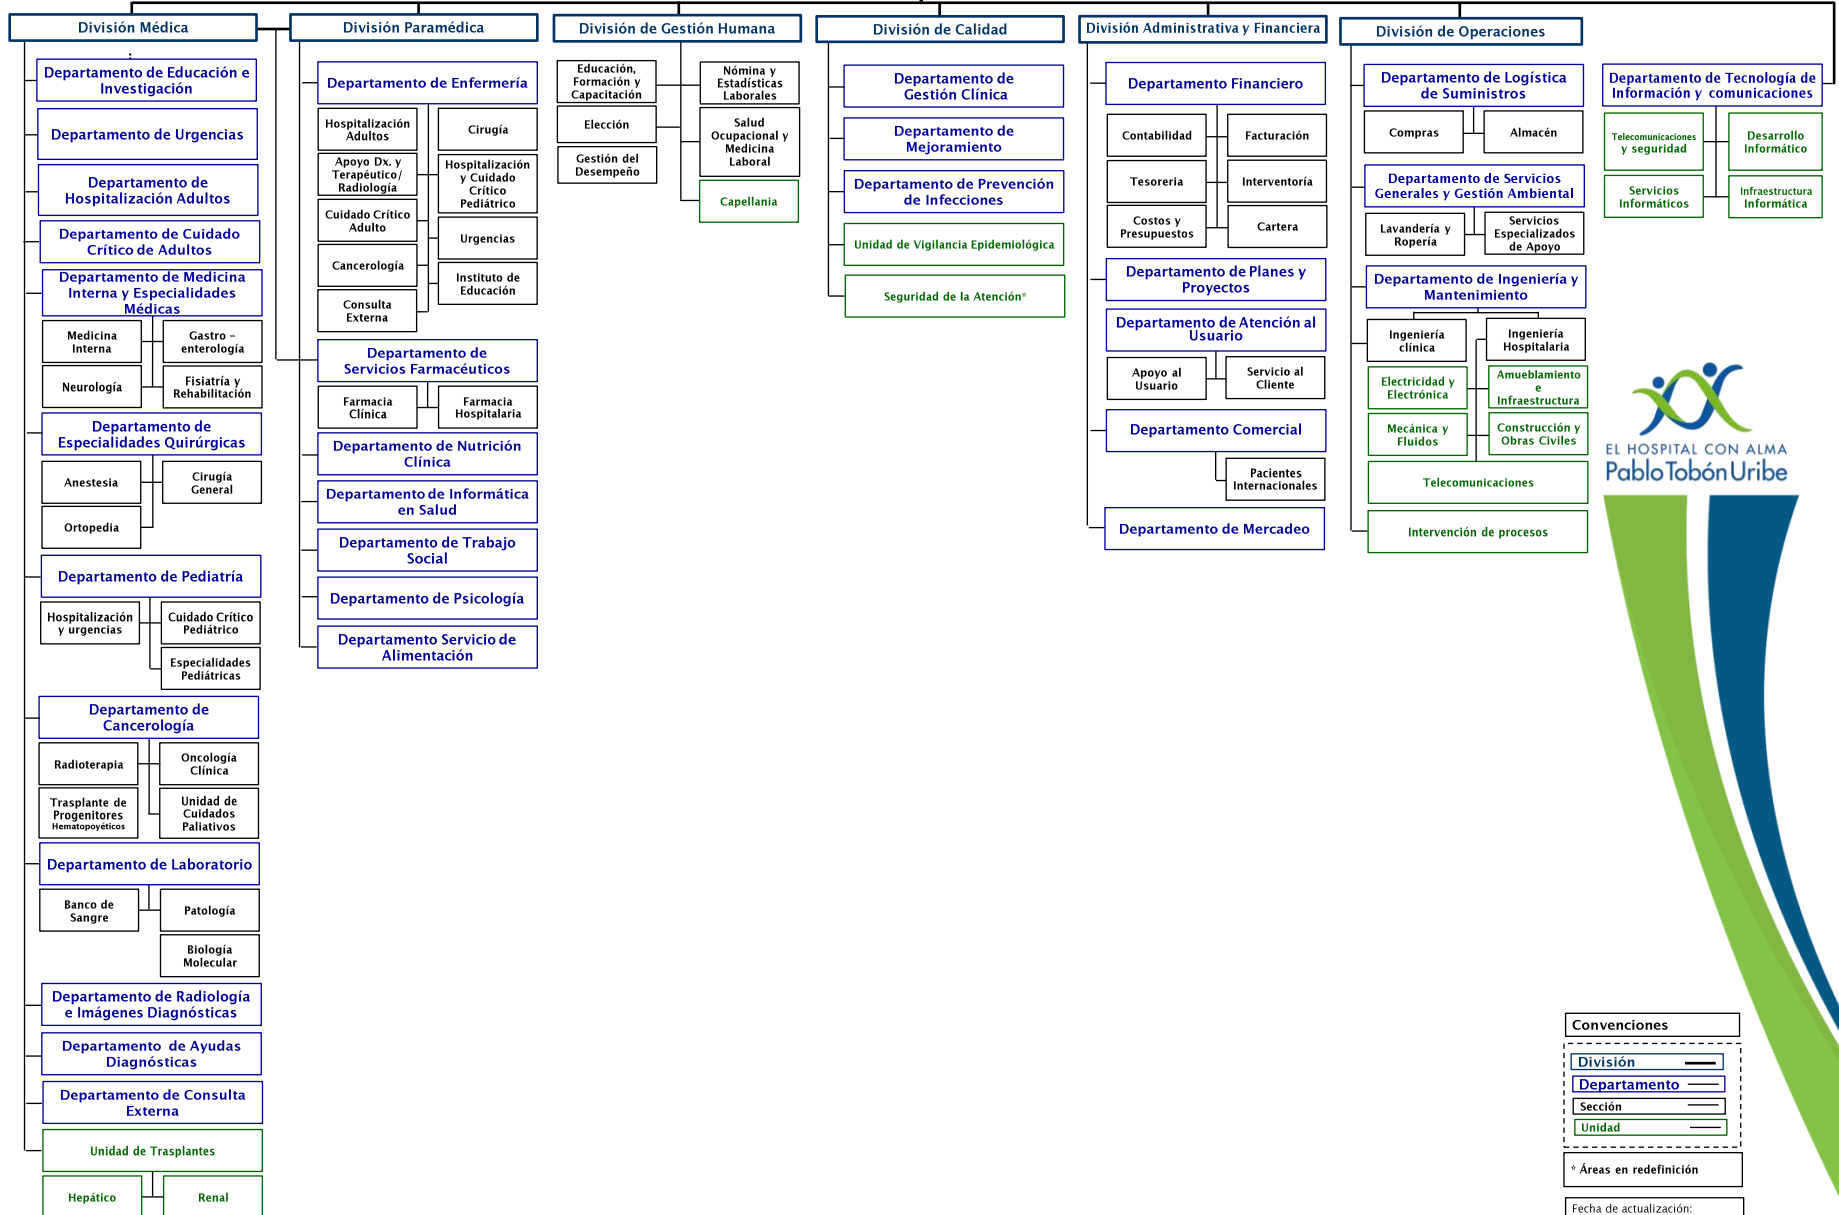 División Médica
Departamento de Educación e
Investigación
Departamento de Urgencias
Departamento de
Hospitalización Adultos
Departamento de Cuidado
Crítico de Adultos
Departamento de Medicina
Interna y Especialidades
Médicas
Medicina
Interna
Gastro –
enterología
Neurología
Fisiatría y
Rehabilitación
Departamento de
Especialidades Quirúrgicas
Anestesia
Cirugía
General
Ortopedia
Departamento de Pediatría
Hospitalización
y urgencias
Cuidado Crítico
Pediátrico
Especialidades
Pediátricas
Departamento de
Cancerología
Radioterapia
Oncología
Clínica
Trasplante de
Progenitores
Hematopoyéticos
Unidad de
Cuidados
Paliativos
Departamento de Laboratorio
Banco de
Sangre
Patología
Biología
Molecular
Departamento de Radiología
e Imágenes Diagnósticas
Departamento de Ayudas
Diagnósticas
Departamento de Consulta
Externa
Unidad de Trasplantes
Hepático
Renal
División Paramédica
Departamento de Enfermería
Hospitalización
Adultos
Cirugía
Apoyo Dx. y
Terapéutico/
Radiología
Hospitalización
y Cuidado
Crítico
Pediátrico
Cuidado Crítico
Adulto
Urgencias
Cancerología
Instituto de
Educación
Consulta
Externa
Departamento de
Servicios Farmacéuticos
Farmacia
Clínica
Farmacia
Hospitalaria
Departamento de Nutrición
Clínica
Departamento de Informática
en Salud
Departamento de Trabajo
Social
Departamento de Psicología
Departamento Servicio de
Alimentación
División de Gestión Humana
Educación,
Formación y
Capacitación
Nómina y
Estadísticas
Laborales
Elección
Salud
Ocupacional y
Medicina
Laboral
Gestión del
Desempeño
Capellania
División de Calidad
Departamento de
Gestión Clínica
Departamento de
Mejoramiento
Departamento de Prevención
de Infecciones
Unidad de Vigilancia Epidemiológica
Seguridad de la Atención*
División Administrativa y Financiera
Departamento Financiero
Contabilidad
Facturación
Tesoreria
Interventoría
Costos y
Presupuestos
Cartera
Departamento de Planes y
Proyectos
Departamento de Atención al
Usuario
Apoyo al
Usuario
Servicio al
Cliente
Departamento Comercial
Pacientes
Internacionales
Departamento de Mercadeo
División de Operaciones
Departamento de Logística
de Suministros
Compras
Almacén
Departamento de Servicios
Generales y Gestión Ambiental
Lavandería y
Ropería
Servicios
Especializados
de Apoyo
Departamento de Ingeniería y
Mantenimiento
Ingeniería
clínica
Ingeniería
Hospitalaria
Electricidad y
Electrónica
Amueblamiento
e
Infraestructura
Mecánica y
Fluidos
Construcción y
Obras Civiles
Telecomunicaciones
Intervención de procesos
Departamento de Tecnología de
Información y comunicaciones
Telecomunicaciones
y seguridad
Desarrollo
Informático
Servicios
Informáticos
Infraestructura
Informática
EL HOSPITAL CON ALMA
Pablo Tobón Uribe
Convenciones
División
Departamento
Sección
Unidad
* Áreas en redefinición
Fecha de actualización: